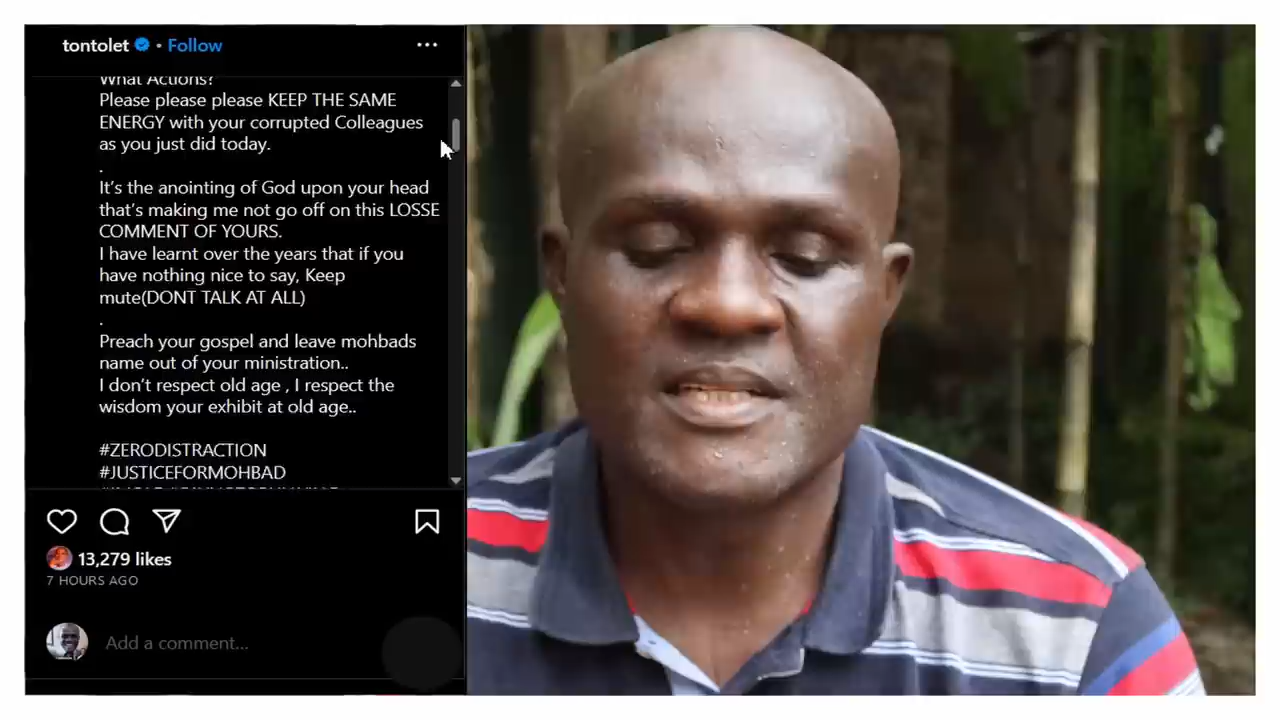 tontolet • Follow
What Actions?
Please please please KEEP THE SAME
ENERGY with your corrupted Colleagues
as you just did today.
.
It's the anointing of God upon your head
that's making me not go off on this LOSSE
COMMENT OF YOURS.
I have learnt over the years that if you
have nothing nice to say, Keep
mute(DONT TALK AT ALL)
.
Preach your gospel and leave mohbads
name out of your ministration..
I don't respect old age , I respect the
wisdom your exhibit at old age..
#ZERODISTRACTION
#JUSTICEFORMOHBAD
13,279 likes
7 HOURS AGO
Add a comment...